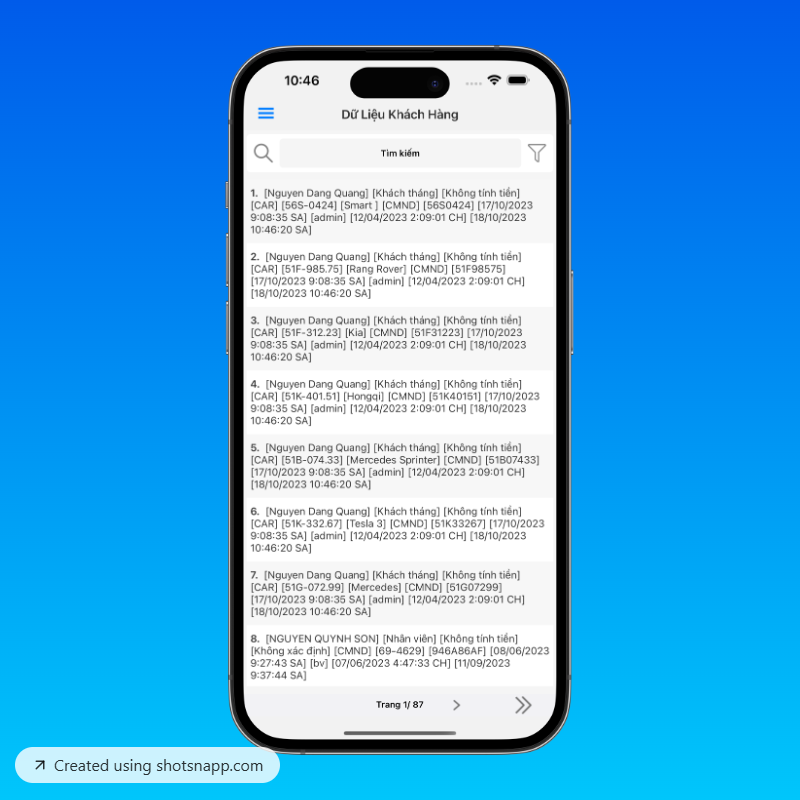 10:46
Dữ Liệu Khách Hàng
Tìm kiếm
1. [Nguyen Dang Quang] [Khách tháng] [Không tính tiền]
[CAR] [56S-0424] [Smart ] [CMND] [56S0424] [17/10/2023
9:08:35 SA] [admin] [12/04/2023 2:09:01 CH] [18/10/2023
10:46:20 SA]
2. [Nguyen Dang Quang] [Khách tháng] [Không tính tiền]
[CAR] [51F-985.75] [Rang Rover] [CMND] [51F98575]
[17/10/2023 9:08:35 SA] [admin] [12/04/2023 2:09:01 CH]
[18/10/2023 10:46:20 SA]
3. [Nguyen Dang Quang] [Khách tháng] [Không tính tiền]
[CAR] [51F-312.23] [Kia] [CMND] [51F31223] [17/10/2023
9:08:35 SA] [admin] [12/04/2023 2:09:01 CH] [18/10/2023
10:46:20 SA]
4. [Nguyen Dang Quang] [Khách tháng] [Không tính tiền]
[CAR] [51K-401.51] [Hongqi] [CMND] [51K40151] [17/10/2023
9:08:35 SA] [admin] [12/04/2023 2:09:01 CH] [18/10/2023
10:46:20 SA]
5. [Nguyen Dang Quang] [Khách tháng] [Không tính tiền]
[CAR] [51B-074.33] [Mercedes Sprinter] [CMND] [51B07433]
[17/10/2023 9:08:35 SA] [admin] [12/04/2023 2:09:01 CH]
[18/10/2023 10:46:20 SA]
6. [Nguyen Dang Quang] [Khách tháng] [Không tính tiền]
[CAR] [51K-332.67] [Tesla 3] [CMND] [51K33267] [17/10/2023
9:08:35 SA] [admin] [12/04/2023 2:09:01 CH] [18/10/2023
10:46:20 SA]
7. [Nguyen Dang Quang] [Khách tháng] [Không tính tiền]
[CAR] [51G-072.99] [Mercedes] [CMND] [51G07299]
[17/10/2023 9:08:35 SA] [admin] [12/04/2023 2:09:01 CH]
[18/10/2023 10:46:20 SA]
8. [NGUYEN QUYNH SON] [Nhân viên] [Không tính tiền]
[Không xác định] [CMND] [69-4629] [946A86AF] [08/06/2023
9:27:43 SA] [bv] [07/06/2023 4:47:33 CH] [11/09/2023
9:37:44 SA]
Trang 1/ 87
Created using shotsnapp.com